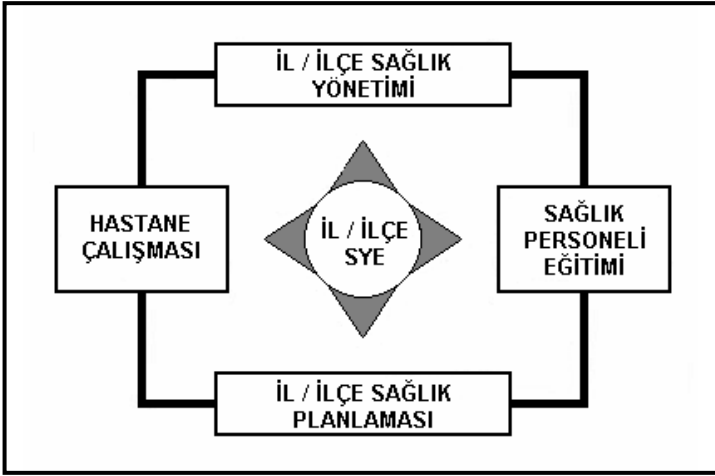 İL / İLÇE SAĞLIK
YÖNETİMİ
HASTANE
ÇALIŞMASI
İL / İLÇE
SYE
SAĞLIK
PERSONELİ
EĞİTİMİ
İL / İLÇE SAĞLIK
PLANLAMASI